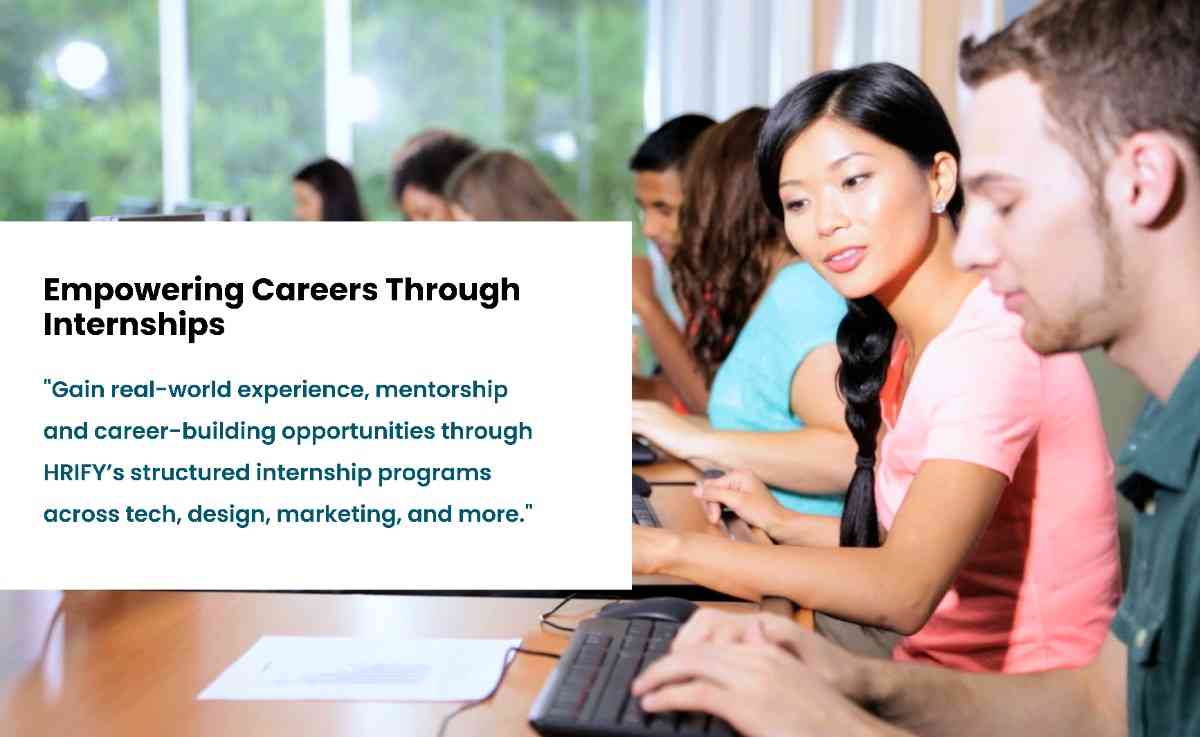 Empowering Careers Through
Internships
"Gain real-world experience, mentorship
and career-building opportunities through
HRIFY’s structured internship programs
across tech, design, marketing, and more."